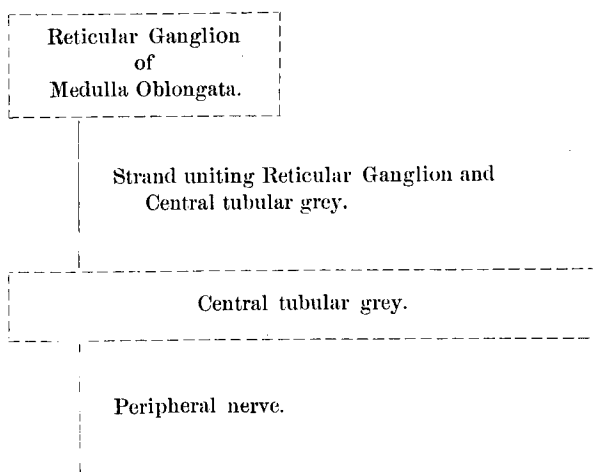 Reticular Ganglion
of
Medulla Oblongata.
Strand uniting Reticular Ganglion and
Central tubular grey.
Central tubular grey.
Peripheral nerve.